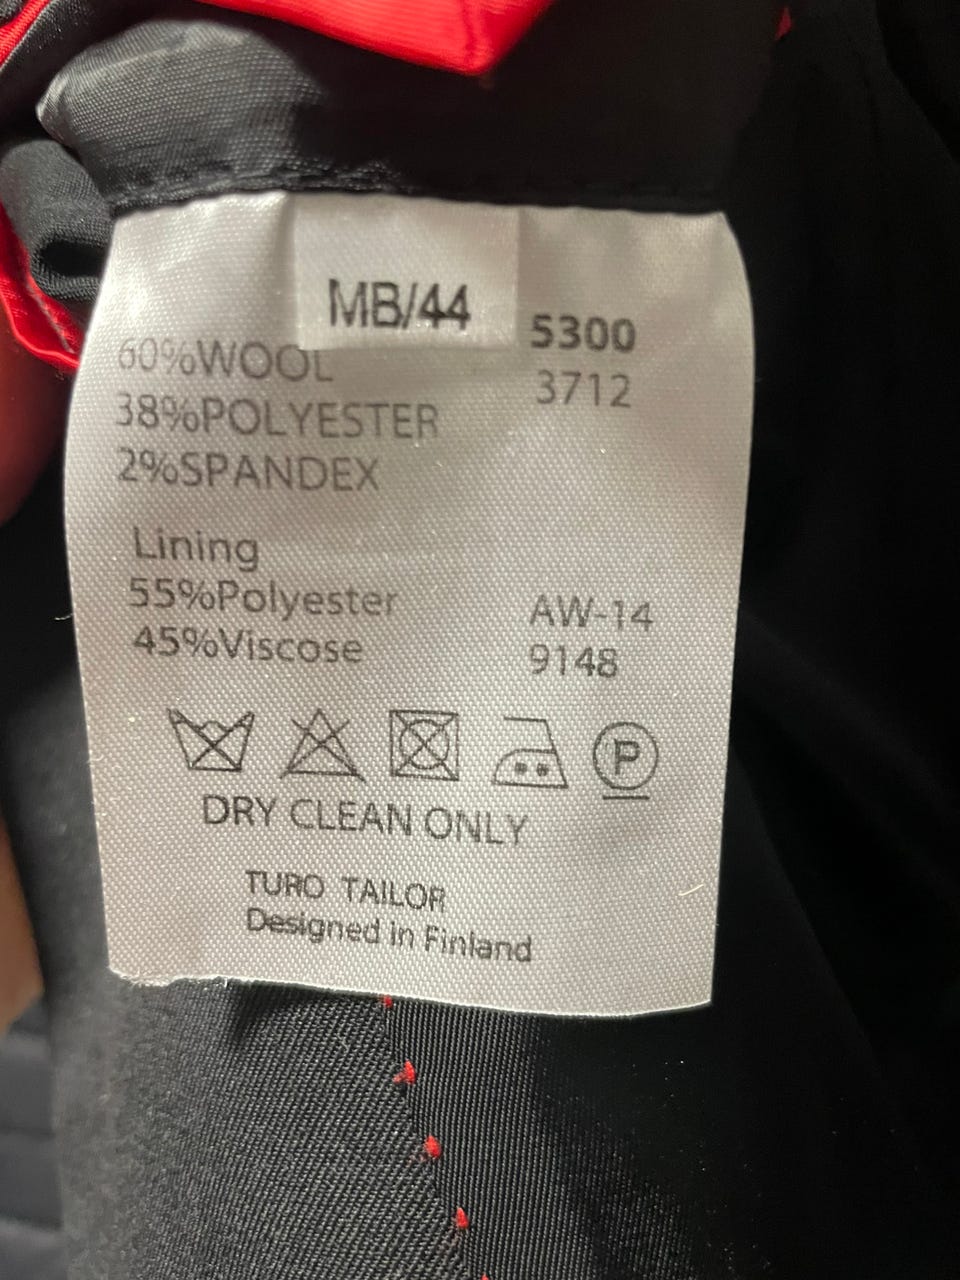 MB/44
5300
60%WOOL
3712
38%POLYESTER
2%SPANDEX
Lining
55%Polyester
AW-14
45%Viscose
9148
P
DRY CLEAN ONLY
TURO TAILOR
Designed in Finland